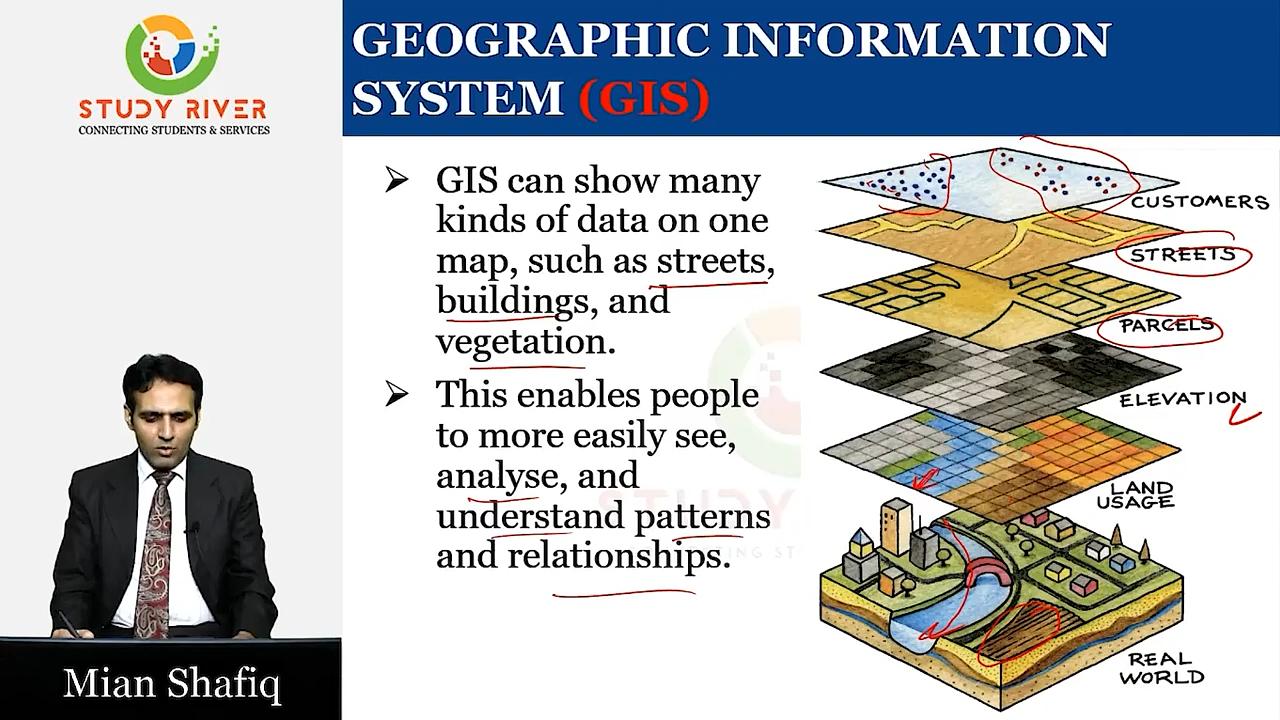 STUDY RIVER
CONNECTING STUDENTS & SERVICES
GEOGRAPHIC INFORMATION
SYSTEM (GIS)
GIS can show many
kinds of data on one
map, such as streets,
buildings, and
vegetation.
This enables people
to more easily see,
analyse, and
understand patterns
and relationships.
CUSTOMERS
STREETS
PARCELS
ELEVATION
LAND
USAGE
REAL
WORLD
Mian Shafiq